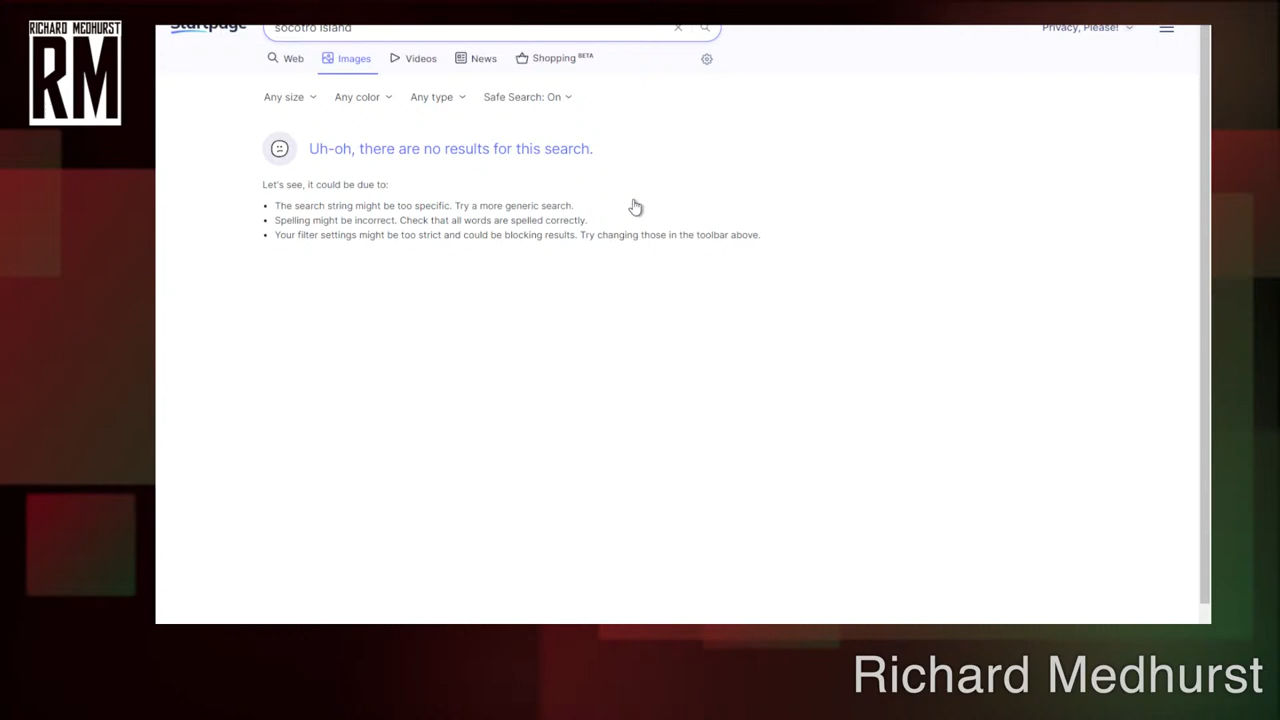 RICHARD MEDHURST
RM
Startpage
socotro island
Privacy, Please!
Web
Images
Videos
News
Shopping BETA
Any size
Any color
Any type
Safe Search: On
Uh-oh, there are no results for this search.
Let's see, it could be due to:
The search string might be too specific. Try a more generic search.
Spelling might be incorrect. Check that all words are spelled correctly.
Your filter settings might be too strict and could be blocking results. Try changing those in the toolbar above.
Richard Medhurst